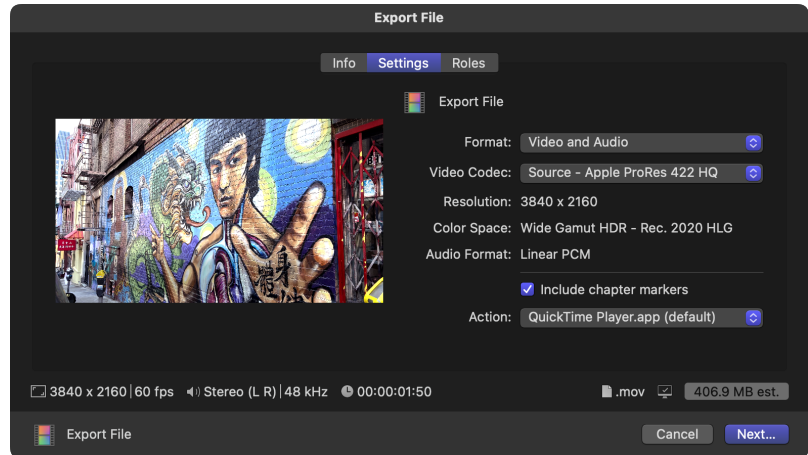 Export File
Info Settings Roles
Export File
Format: Video and Audio
Video Codec: Source - Apple ProRes 422 HQ
Resolution: 3840 x 2160
Color Space: Wide Gamut HDR - Rec. 2020 HLG
Audio Format: Linear PCM
Include chapter markers
Action: QuickTime Player.app (default)
3840 x 2160 | 60 fps Stereo (L R) | 48 kHz 00:00:01:50 .mov 406.9 MB est.
Export File Cancel Next...